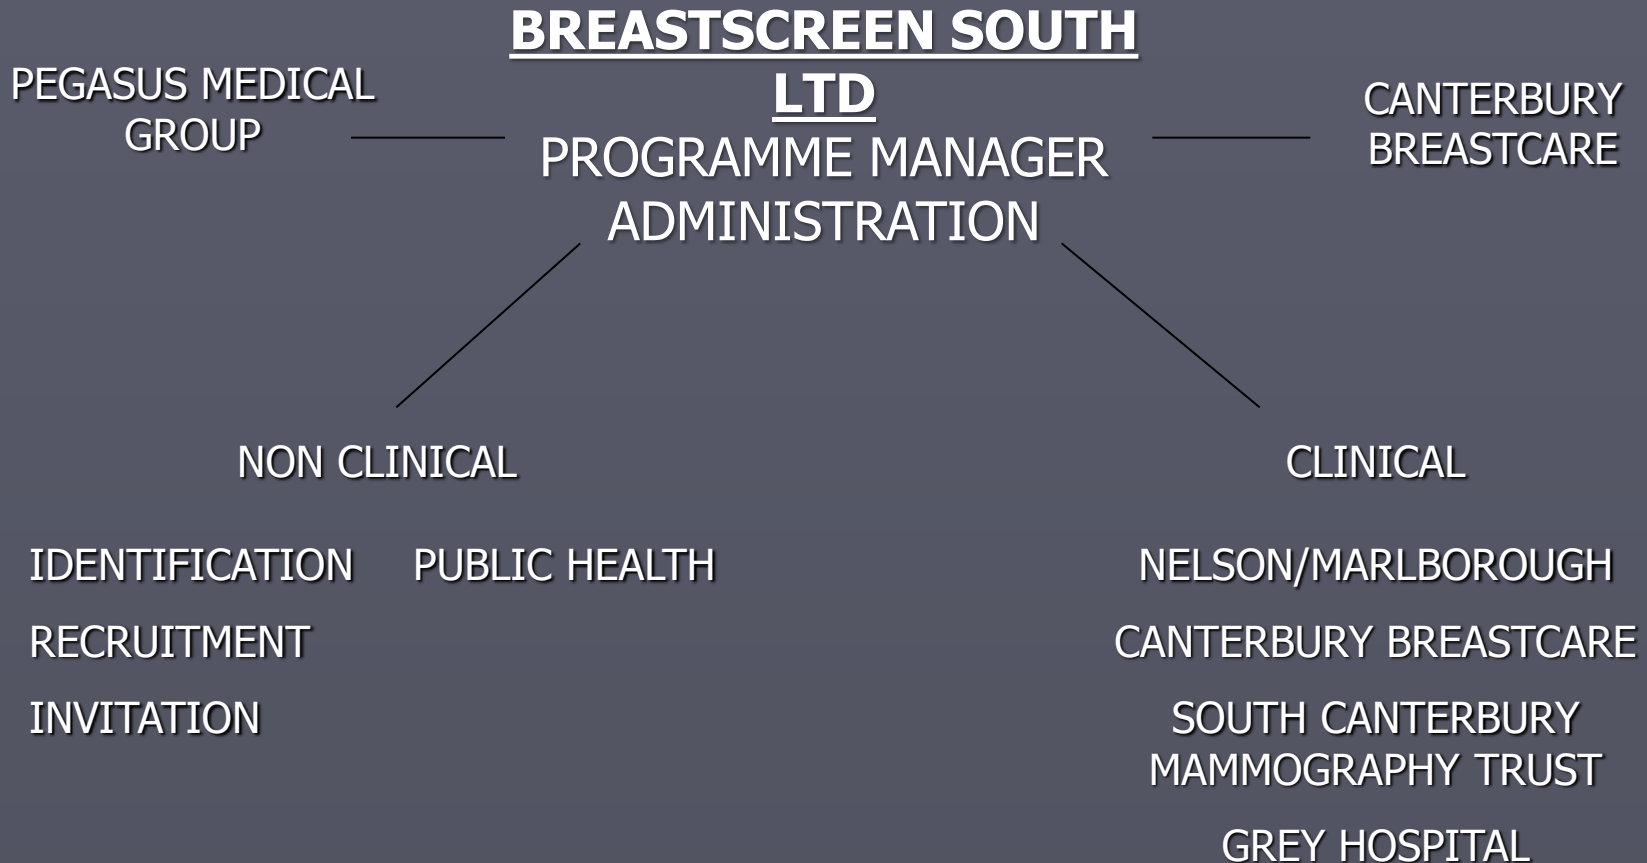 BREASTSCREEN SOUTH
LTD
PROGRAMME MANAGER
ADMINISTRATION
PEGASUS MEDICAL
GROUP
CANTERBURY
BREASTCARE
NON CLINICAL
IDENTIFICATION
PUBLIC HEALTH
RECRUITMENT
INVITATION
CLINICAL
NELSON/MARLBOROUGH
CANTERBURY BREASTCARE
SOUTH CANTERBURY
MAMMOGRAPHY TRUST
GREY HOSPITAL